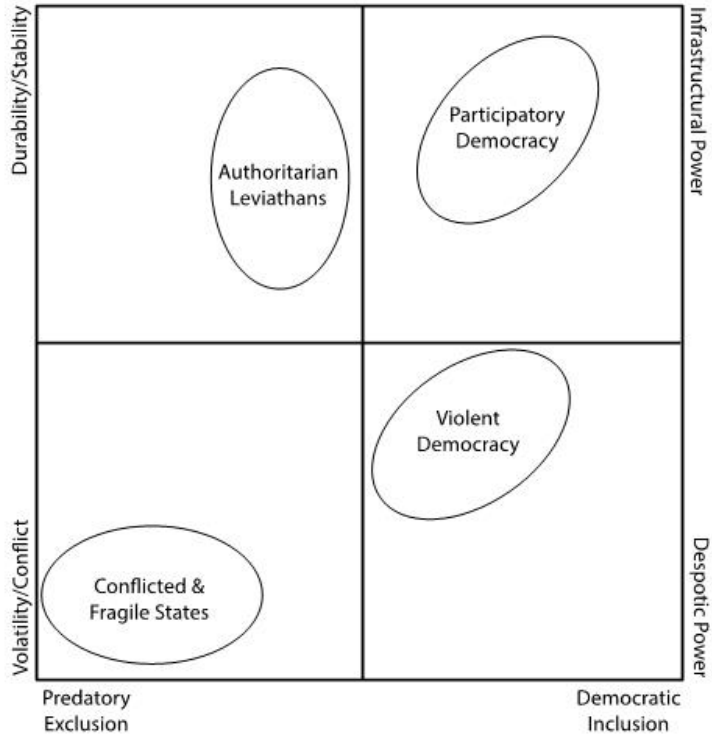 Durability/Stability
Infrastructural Power
Participatory
Democracy
Authoritarian
Leviathans
Violent
Democracy
Volatility/Conflict
Despotic Power
Conflicted &
Fragile States
Predatory
Exclusion
Democratic
Inclusion